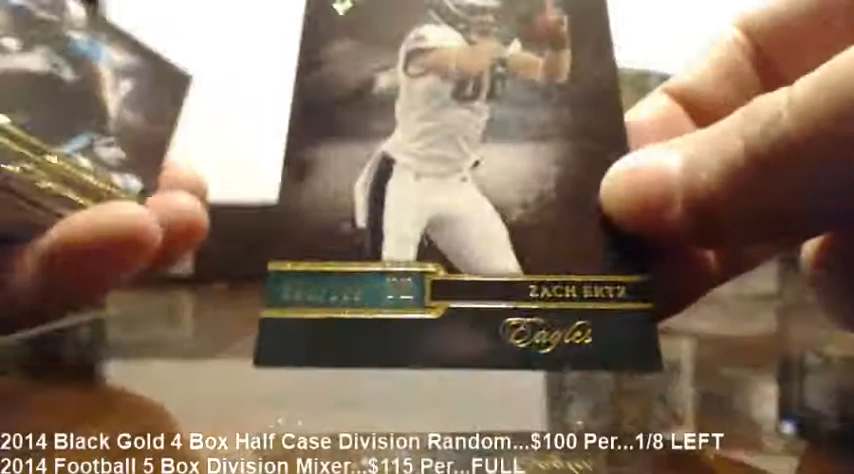 ZACH ERTZ
Eagles
2014 Black Gold 4 Box Half Case Division Random...$100 Per...1/8 LEFT
2014 Football 5 Box Division Mixer...$115 Per...FULL